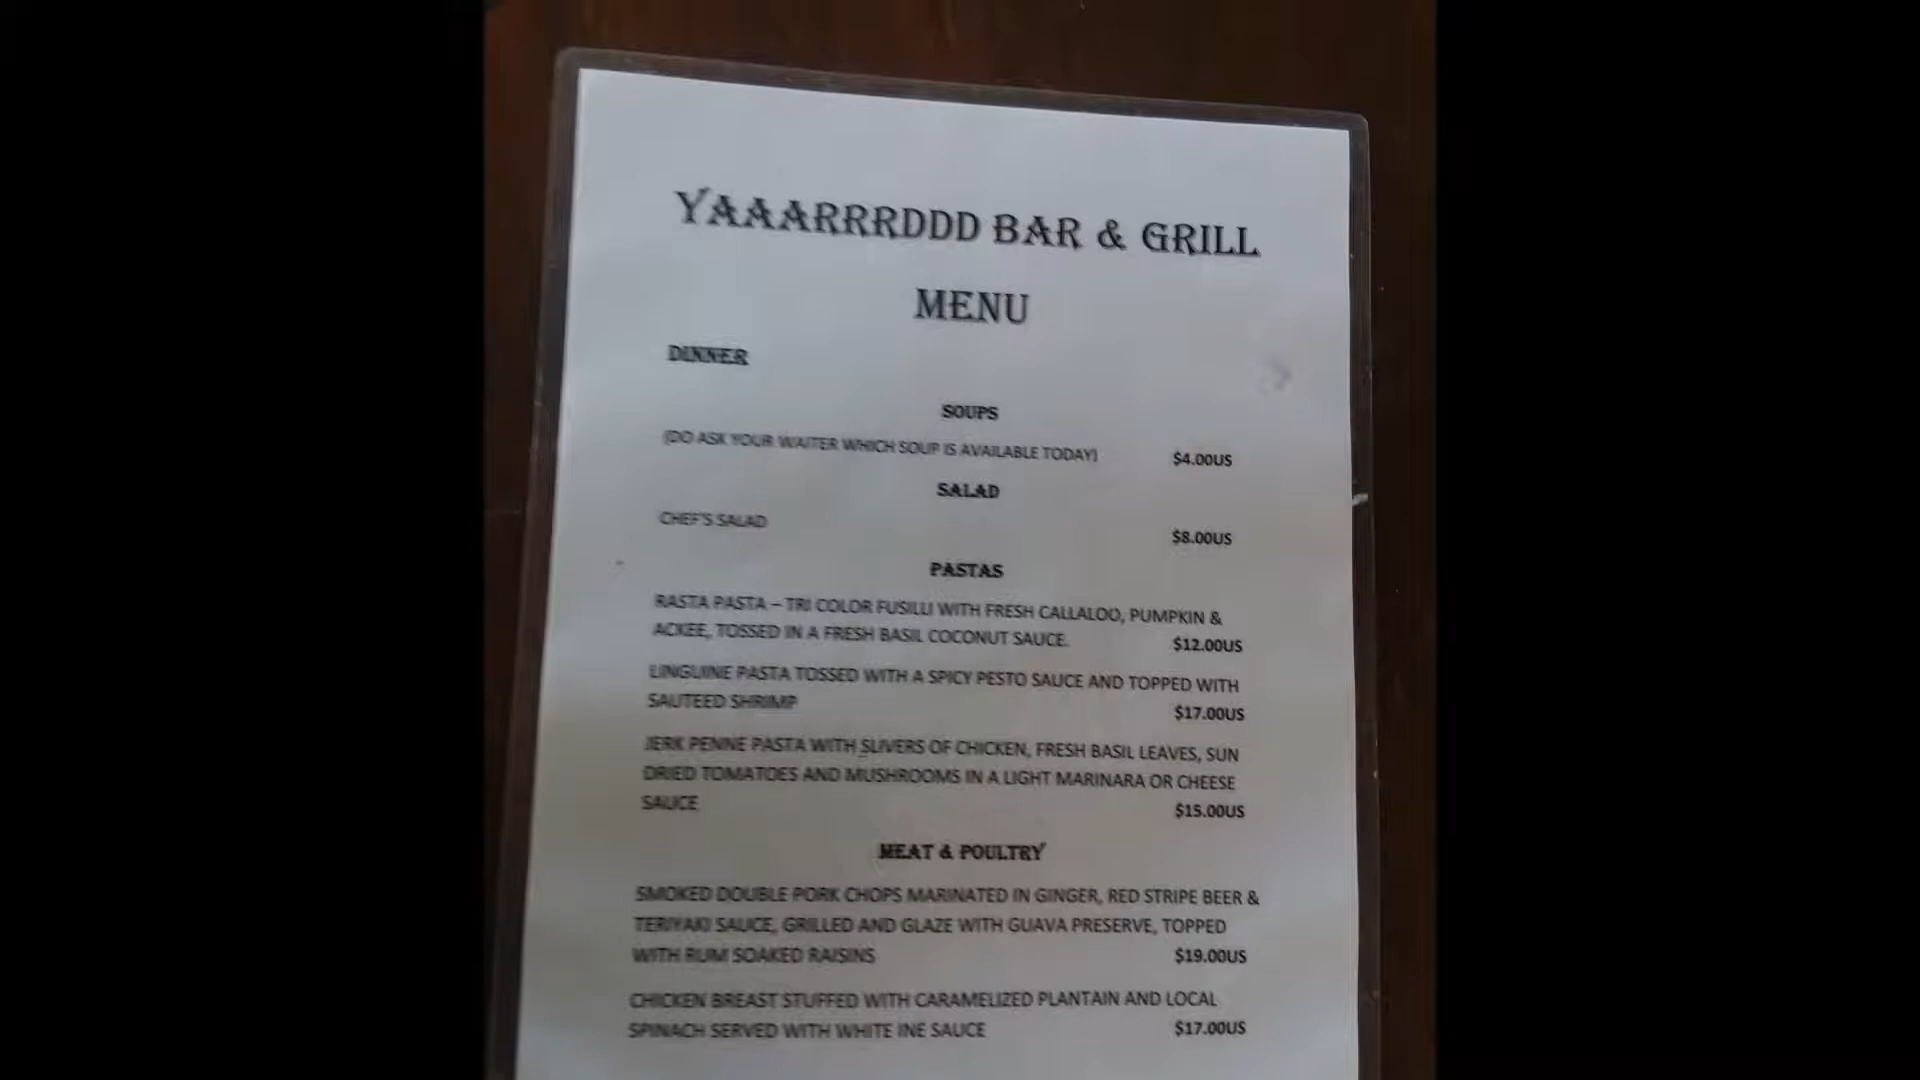 YAAARRRDDD BAR & GRILL
MENU
DINNER
SOUPS
(DO ASK YOUR WAITER WHICH SOUP IS AVAILABLE TODAY) $4.00US
SALAD
CHEF'S SALAD
$8.00US
PASTAS
RASTA PASTA – TRI COLOR FUSILLI WITH FRESH CALLALOO, PUMPKIN &
ACKEE, TOSSED IN A FRESH BASIL COCONUT SAUCE. $12.00US
LINGUINE PASTA TOSSED WITH A SPICY PESTO SAUCE AND TOPPED WITH
SAUTEED SHRIMP $17.00US
JERK PENNE PASTA WITH SLIVERS OF CHICKEN, FRESH BASIL LEAVES, SUN
DRIED TOMATOES AND MUSHROOMS IN A LIGHT MARINARA OR CHEESE
SAUCE $15.00US
MEAT & POULTRY
SMOKED DOUBLE PORK CHOPS MARINATED IN GINGER, RED STRIPE BEER &
TERIYAKI SAUCE, GRILLED AND GLAZE WITH GUAVA PRESERVE, TOPPED
WITH RUM SOAKED RAISINS $19.00US
CHICKEN BREAST STUFFED WITH CARAMELIZED PLANTAIN AND LOCAL
SPINACH SERVED WITH WHITE INE SAUCE $17.00US